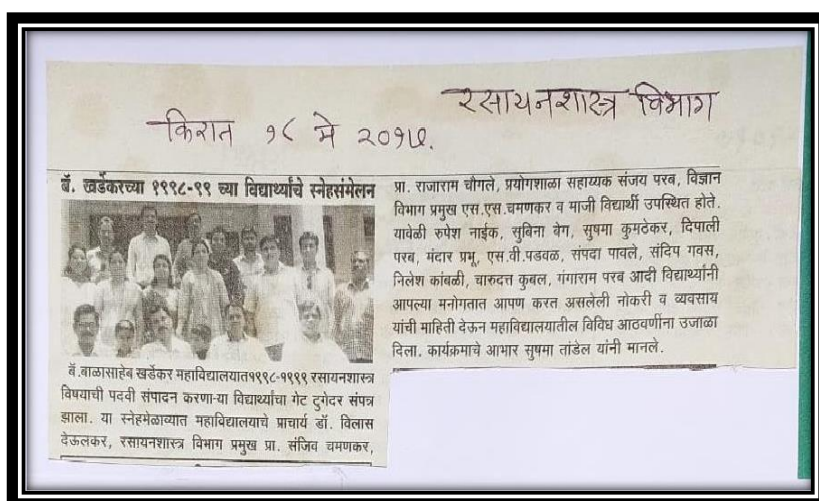 रसायनशास्त्र विभाग
किरात १८ मे २०१७.
बॅ. खर्डेकरच्या १९९८-९९ च्या विद्यार्थ्यांचे स्नेहसंमेलन
बॅ.बाळासाहेब खर्डेकर महाविद्यालयात१९९८-१९९९ रसायनशास्त्र
विषयाची पदवी संपादन करणा-या विद्यार्थ्यांचा गेट टुगेदर संपन्न
झाला. या स्नेहमेळाव्यात महाविद्यालयाचे प्राचार्य डॉ. विलास
देऊलकर, रसायनशास्त्र विभाग प्रमुख प्रा. संजिव चमणकर,
प्रा. राजाराम चौगले, प्रयोगशाळा सहाय्यक संजय परब, विज्ञान
विभाग प्रमुख एस.एस.चमणकर व माजी विद्यार्थी उपस्थित होते.
यावेळी रुपेश नाईक, सुबिना बेग, सुषमा कुमठेकर, दिपाली
परब, मंदार प्रभू, एस.वी.पडवळ, संपदा पावले, संदिप गवस,
निलेश कांबळी, चारुदत्त कुबल, गंगाराम परब आदी विद्यार्थ्यांनी
आपल्या मनोगतात आपण करत असलेली नोकरी व व्यवसाय
यांची माहिती देऊन महाविद्यालयातील विविध आठवणींना उजाळा
दिला. कार्यक्रमाचे आभार सुषमा तांडेल यांनी मानले.